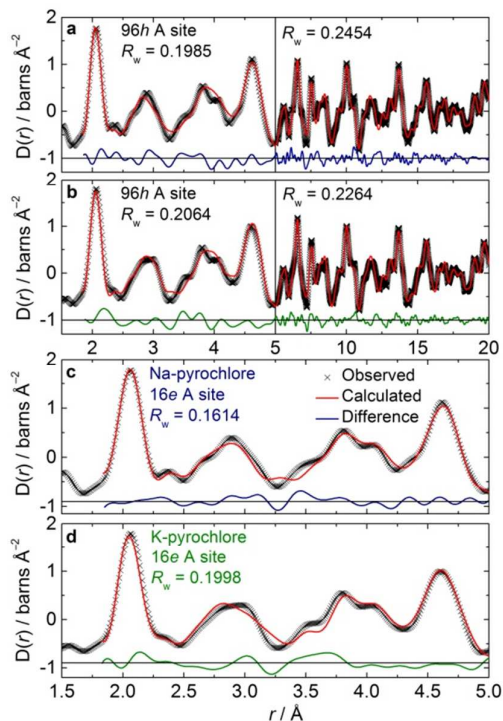 a
96h A site
Rw = 0.1985
Rw = 0.2454
2
1
0
-1
D(r) / barns Å⁻²
b
96h A site
Rw = 0.2064
Rw = 0.2264
2
1
0
-1
D(r) / barns Å⁻²
2 3 4 5 10 15 20
c
Na-pyrochlore
16e A site
Rw = 0.1614
× Observed
Calculated
Difference
2
1
0
-1
D(r) / barns Å⁻²
d
K-pyrochlore
16e A site
Rw = 0.1998
2
1
0
-1
D(r) / barns Å⁻²
1.5 2.0 2.5 3.0 3.5 4.0 4.5 5.0
r / Å